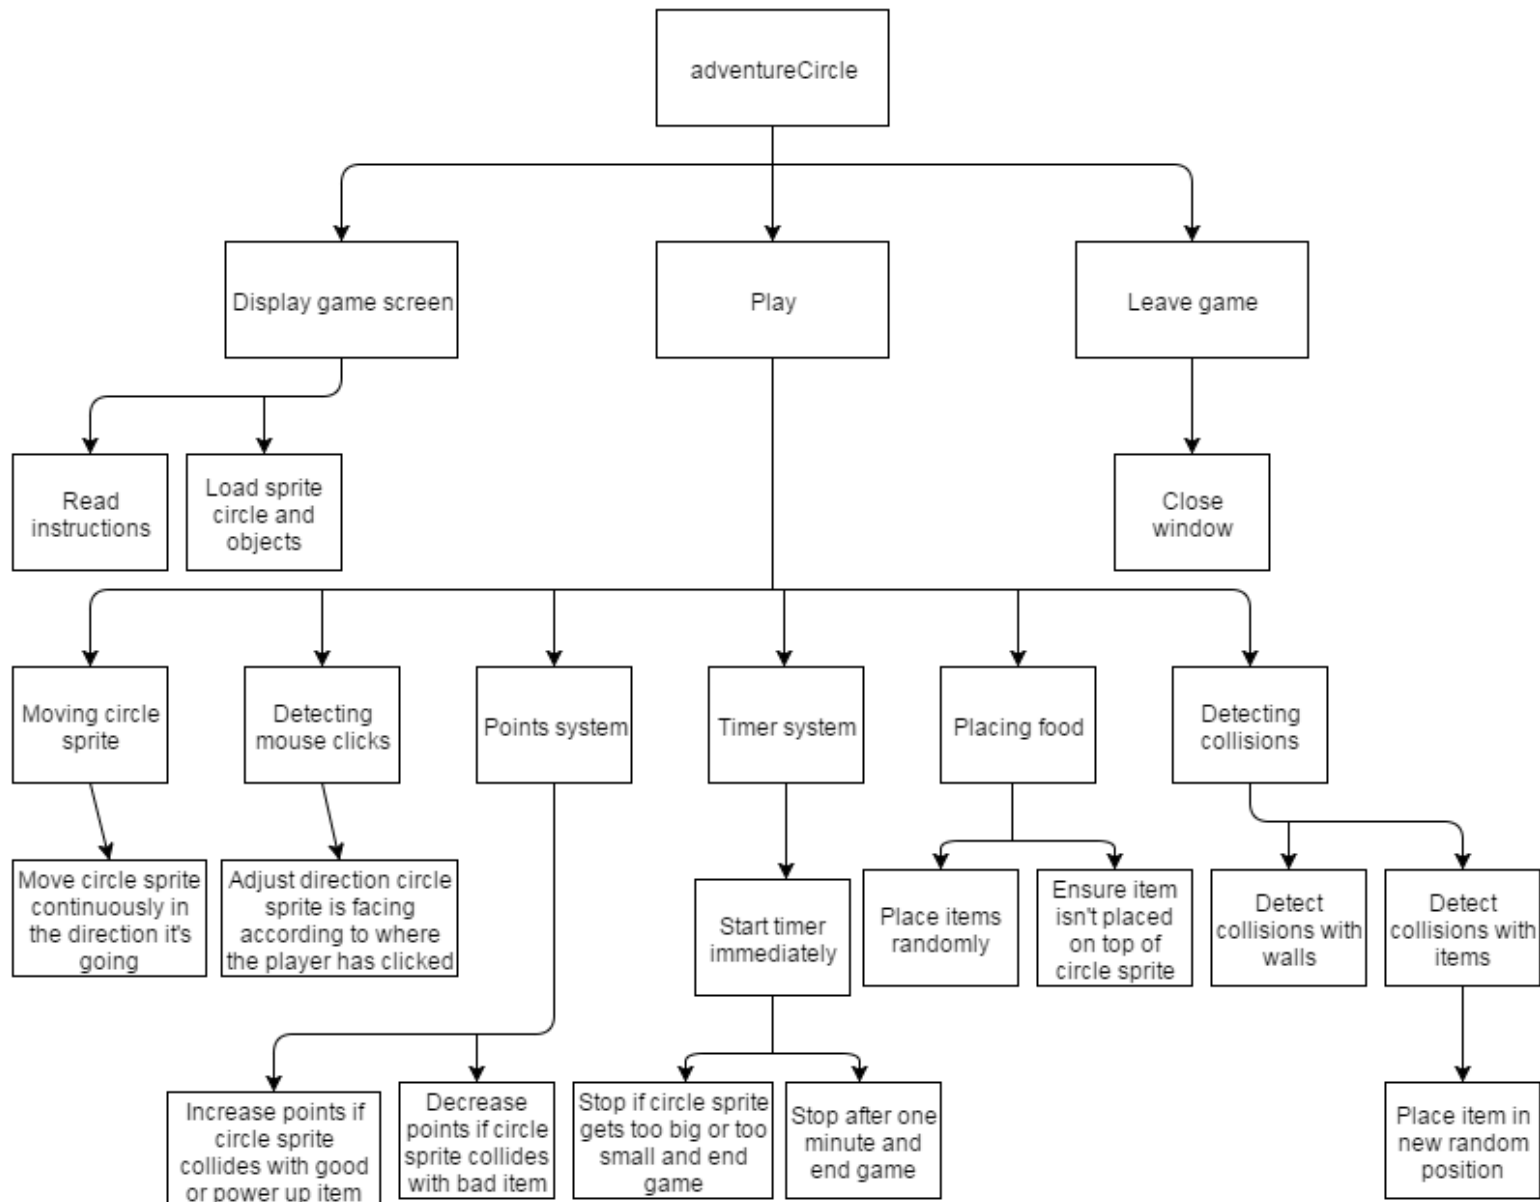 adventureCircle
Display game screen
Play
Leave game
Read
instructions
Load sprite
circle and
objects
Close
window
Moving circle
sprite
Detecting
mouse clicks
Points system
Timer system
Placing food
Detecting
collisions
Move circle sprite
continuously in
the direction it's
going
Adjust direction circle
sprite is facing
according to where
the player has clicked
Start timer
immediately
Place items
randomly
Ensure item
isn't placed
on top of
circle sprite
Detect
collisions with
walls
Detect
collisions with
items
Increase points if
circle sprite
collides with good
or power up item
Decrease
points if circle
sprite collides
with bad item
Stop if circle sprite
gets too big or too
small and end
game
Stop after one
minute and
end game
Place item in
new random
position